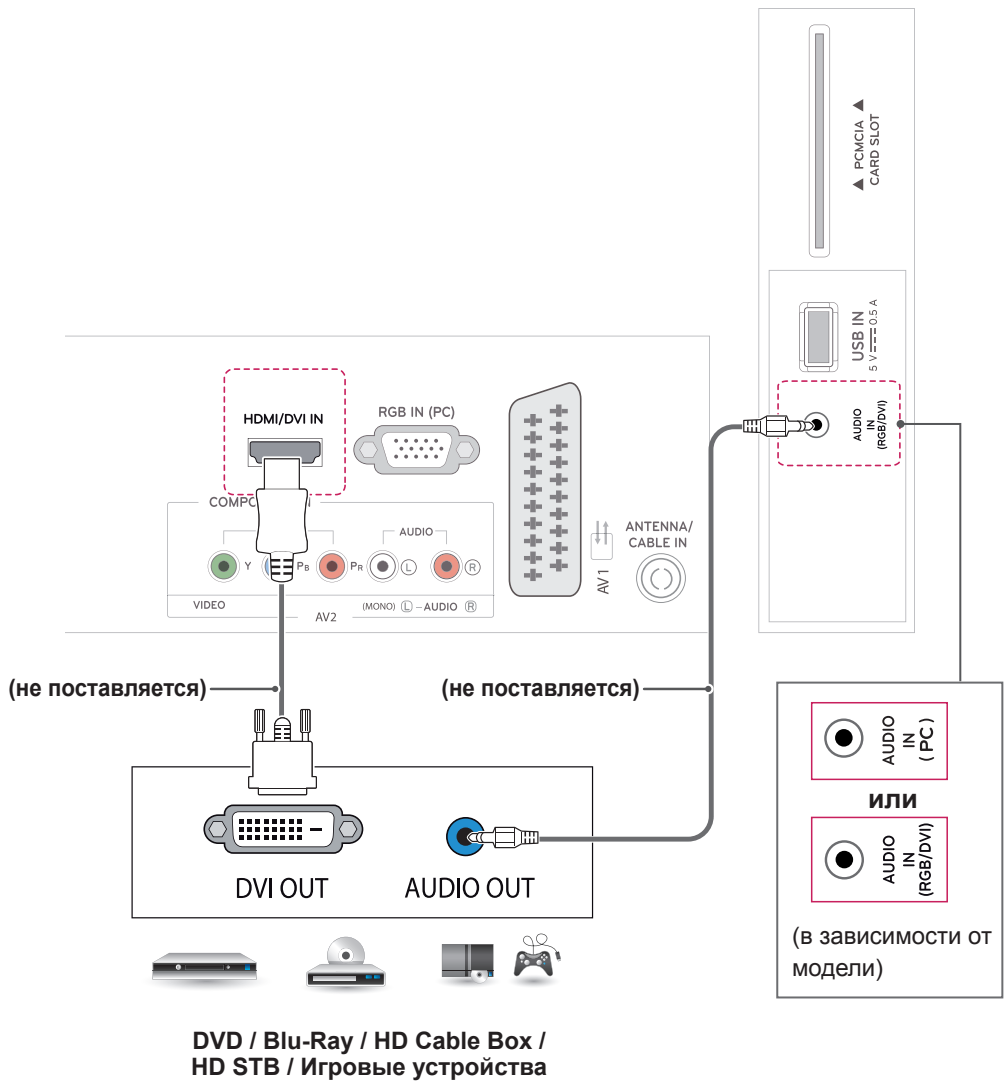 ◀ PCMCIA ▶
CARD SLOT
USB IN
5 V 0.5 A
AUDIO
IN
(RGB/DVI)
HDMI/DVI IN
RGB IN (PC)
AUDIO
Y
PB
PR
L
R
VIDEO
AV2
(MONO) L – AUDIO R
AV1
ANTENNA/
CABLE IN
(не поставляется)
(не поставляется)
DVI OUT
AUDIO OUT
AUDIO
IN
(PC)
или
AUDIO
IN
(RGB/DVI)
(в зависимости от
модели)
DVD / Blu-Ray / HD Cable Box /
HD STB / Игровые устройства